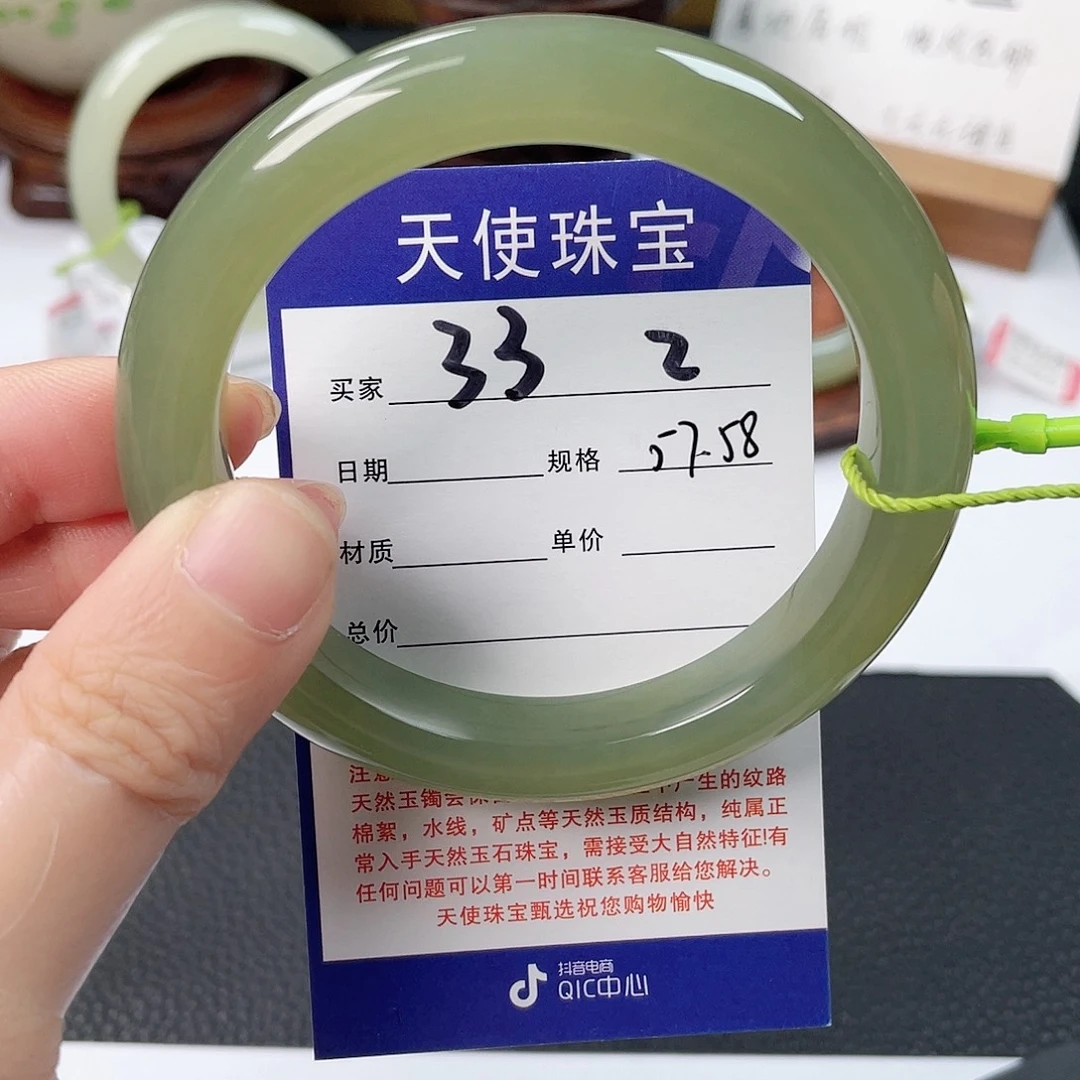 天使珠宝
买家 33 2
日期 规格 57-58
材质 单价
总价
注意
天然玉镯会 产生的纹路
棉絮，水线，矿点等天然玉质结构，纯属正
常入手天然玉石珠宝，需接受大自然特征!有
任何问题可以第一时间联系客服给您解决。
天使珠宝甄选祝您购物愉快
抖音电商
QIC中心